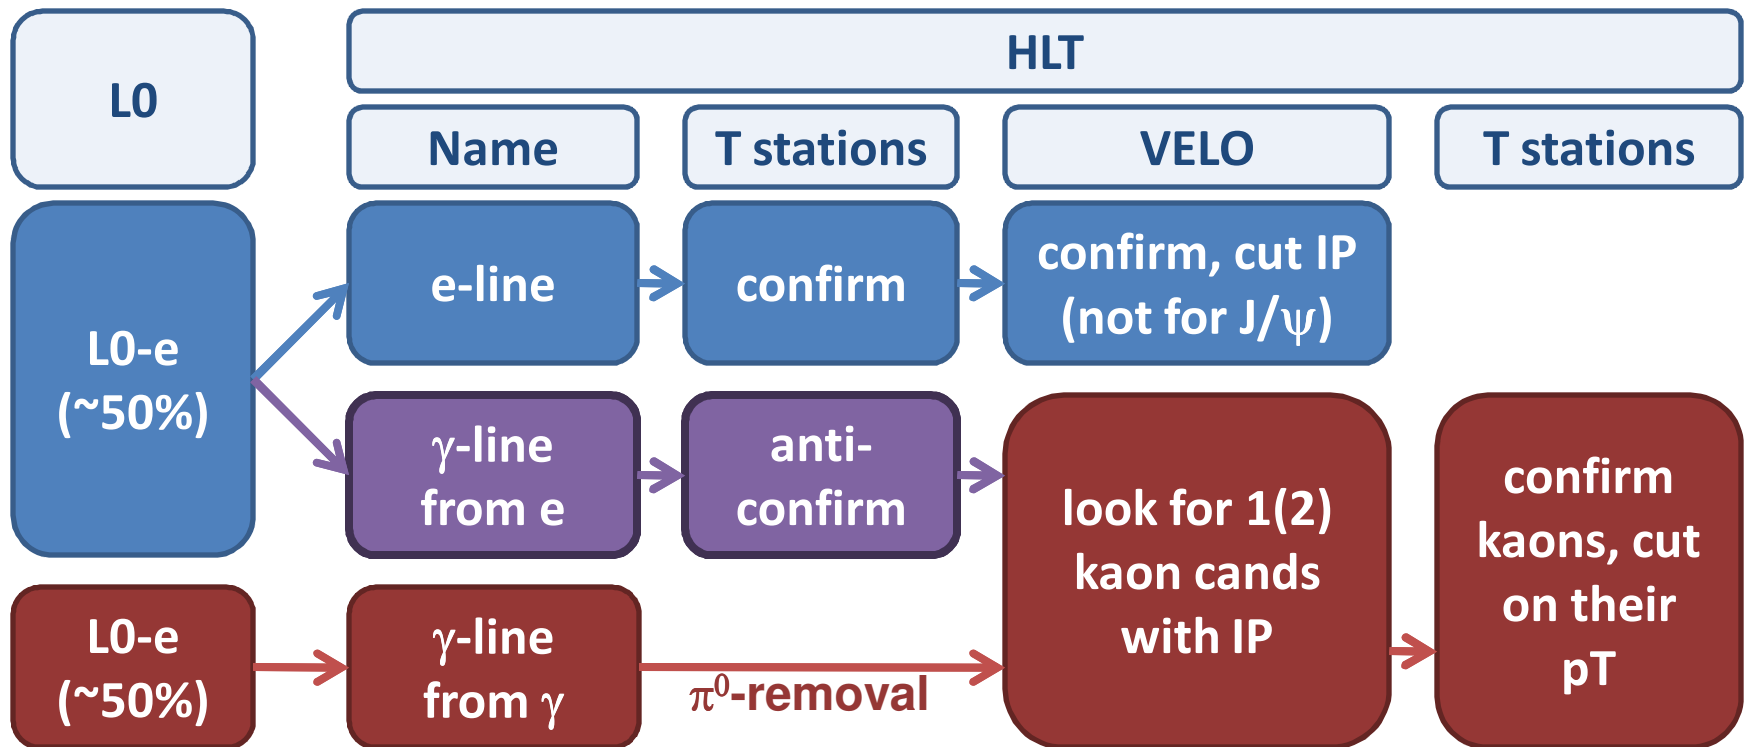 L0
HLT
Name
T stations
VELO
T stations
L0-e
(~50%)
e-line
confirm
confirm, cut IP
(not for J/ψ)
γ-line
from e
anti-
confirm
look for 1(2)
kaon cands
with IP
confirm
kaons, cut
on their
pT
L0-e
(~50%)
γ-line
from γ
π⁰-removal